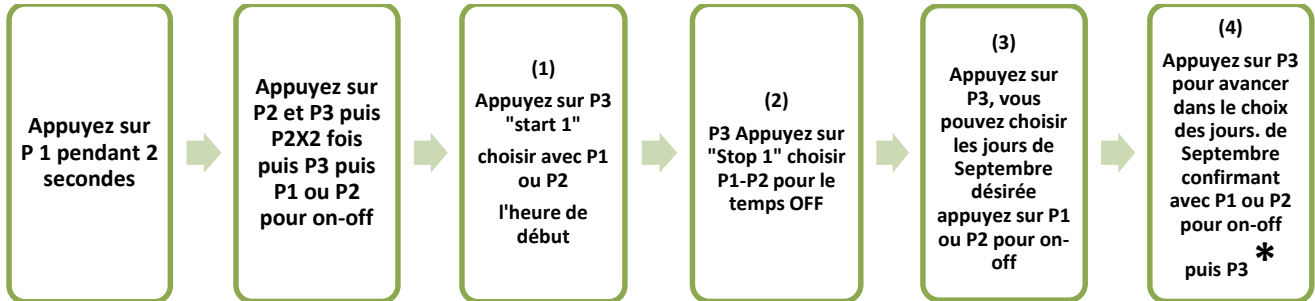 Appuyez sur
P 1 pendant 2
secondes
Appuyez sur
P2 et P3 puis
P2X2 fois
puis P3 puis
P1 ou P2
pour on-off
(1)
Appuyez sur P3
"start 1"
choisir avec P1
ou P2
l'heure de
début
(2)
P3 Appuyez sur
"Stop 1" choisir
P1-P2 pour le
temps OFF
(3)
Appuyez sur
P3, vous
pouvez choisir
les jours de
Septembre
désirée
appuyez sur P1
ou P2 pour on-
off
(4)
Appuyez sur P3
pour avancer
dans le choix
des jours. de
Septembre
confirmant
avec P1 ou P2
pour on-off
puis P3 *